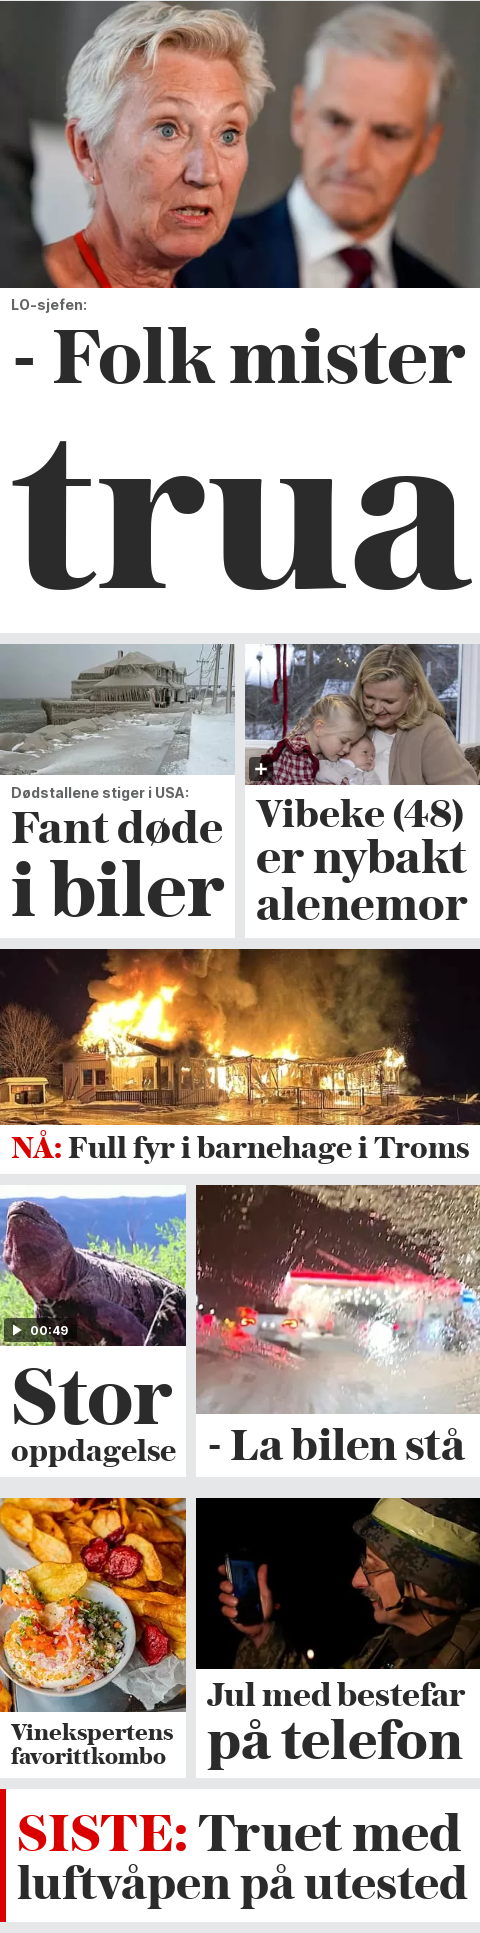 LO-sjefen:
- Folk mister
trua
Dødstallene stiger i USA:
Fant døde
i biler
Vibeke (48)
er nybakt
alenemor
NÅ: Full fyr i barnehage i Troms
00:49
Stor
oppdagelse
- La bilen stå
Vinekspertens
favorittkombo
Jul med bestefar
på telefon
SISTE: Truet med
luftvåpen på utested